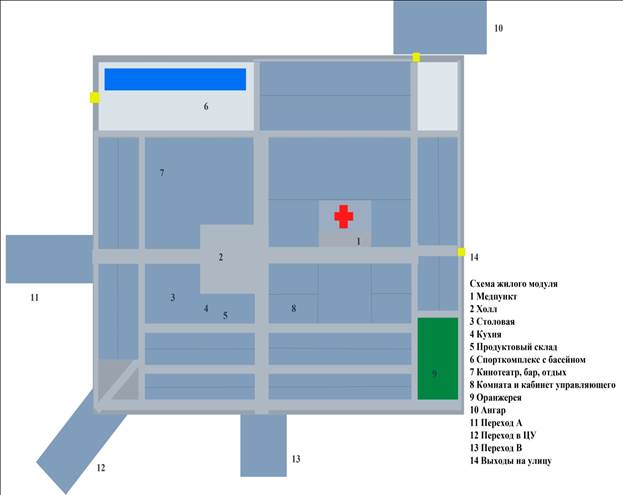 10
6
7
1
2
14
11
3
4
5
8
9
12
13
Схема жилого модуля
1 Медпункт
2 Холл
3 Столовая
4 Кухня
5 Продуктовый склад
6 Спорткомплекс с бассейном
7 Кинотеатр, бар, отдых
8 Комната и кабинет управляющего
9 Оранжерея
10 Ангар
11 Переход А
12 Переход в ЦУ
13 Переход В
14 Выходы на улицу